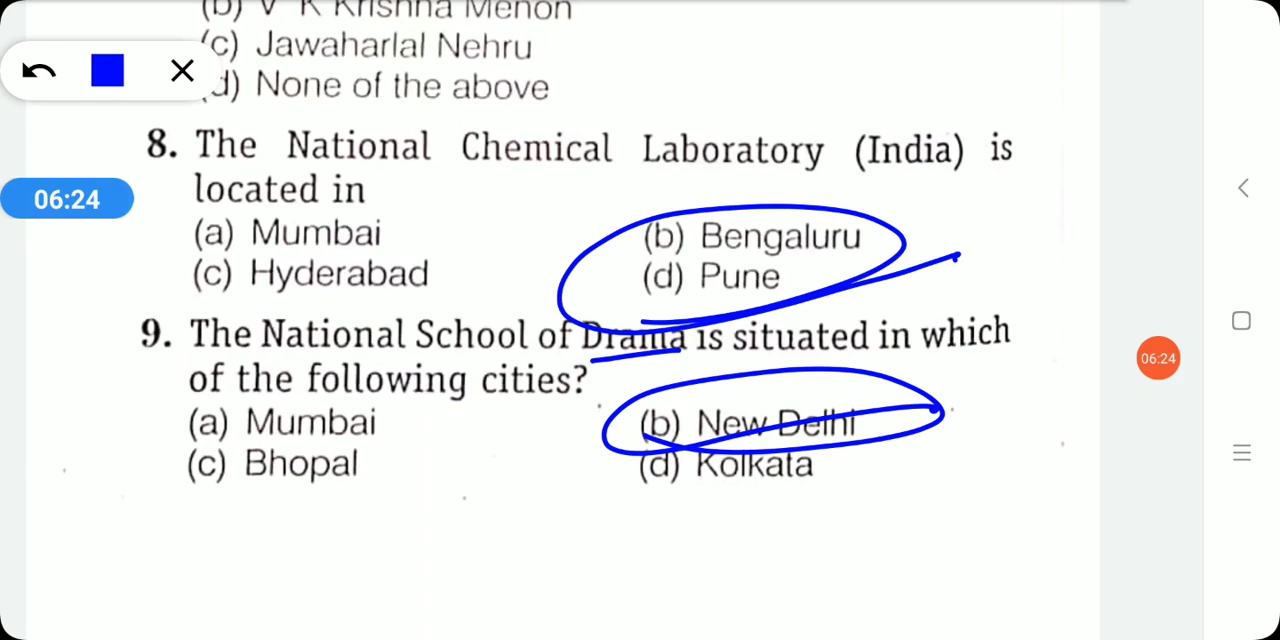 (b) V K Krishna Menon
(c) Jawaharlal Nehru
(d) None of the above
8. The National Chemical Laboratory (India) is
located in
06:24
(a) Mumbai (b) Bengaluru
(c) Hyderabad (d) Pune
9. The National School of Drama is situated in which
of the following cities?
06:24
(a) Mumbai (b) New Delhi
(c) Bhopal (d) Kolkata